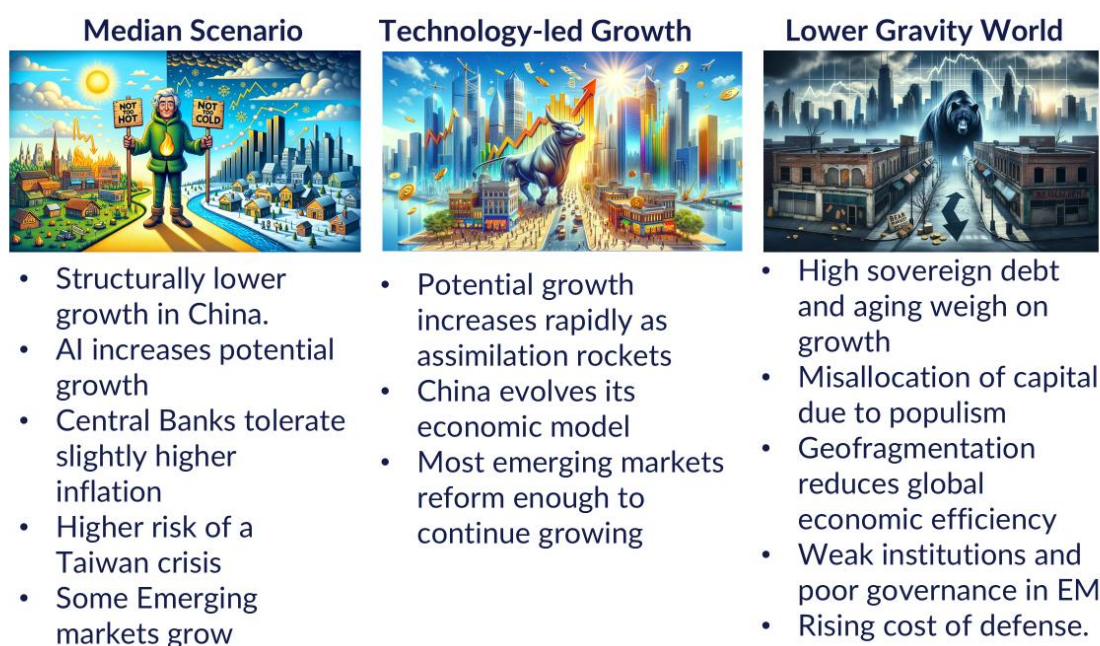 Median Scenario
NOT TOO HOT
NOT TOO COLD
• Structurally lower
growth in China.
• AI increases potential
growth
• Central Banks tolerate
slightly higher
inflation
• Higher risk of a
Taiwan crisis
• Some Emerging
markets grow
Technology-led Growth
• Potential growth
increases rapidly as
assimilation rockets
• China evolves its
economic model
• Most emerging markets
reform enough to
continue growing
Lower Gravity World
BEAR
• High sovereign debt
and aging weigh on
growth
• Misallocation of capital
due to populism
• Geofragmentation
reduces global
economic efficiency
• Weak institutions and
poor governance in EM
• Rising cost of defense.